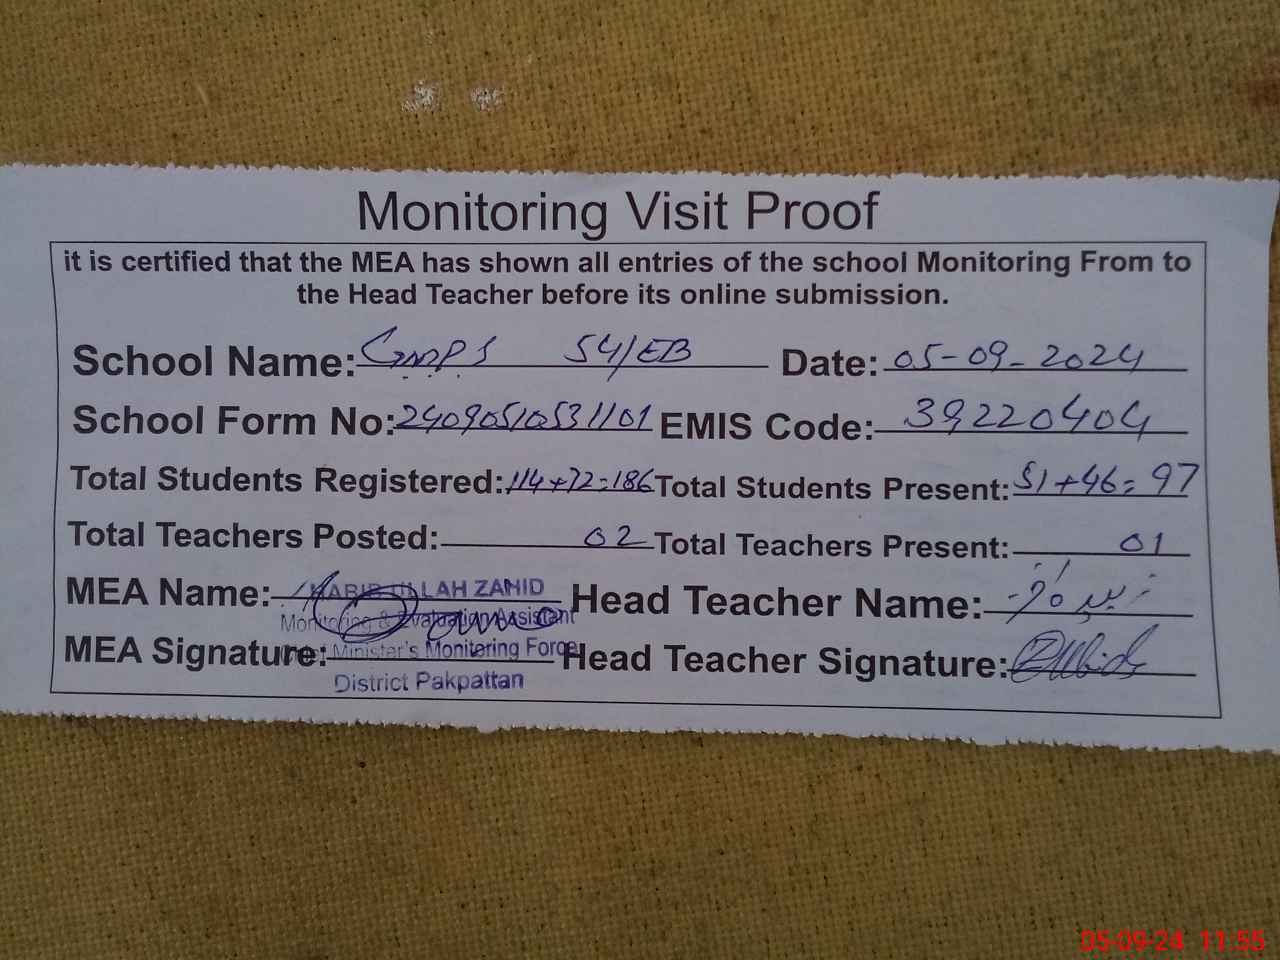 Monitoring Visit Proof
it is certified that the MEA has shown all entries of the school Monitoring From to
the Head Teacher before its online submission.
School Name: GMPS 54/EB Date: 05-09-2024
School Form No: 24090510531101 EMIS Code: 39220404
Total Students Registered: 114+72=186 Total Students Present: 51+46=97
Total Teachers Posted: 02 Total Teachers Present: 01
MEA Name: HABIB ULLAH ZAHID Head Teacher Name:
Monitoring & Evaluation Assistant
MEA Signature: Chief Minister's Monitoring Force Head Teacher Signature:
District Pakpattan
05-09-24 11:55